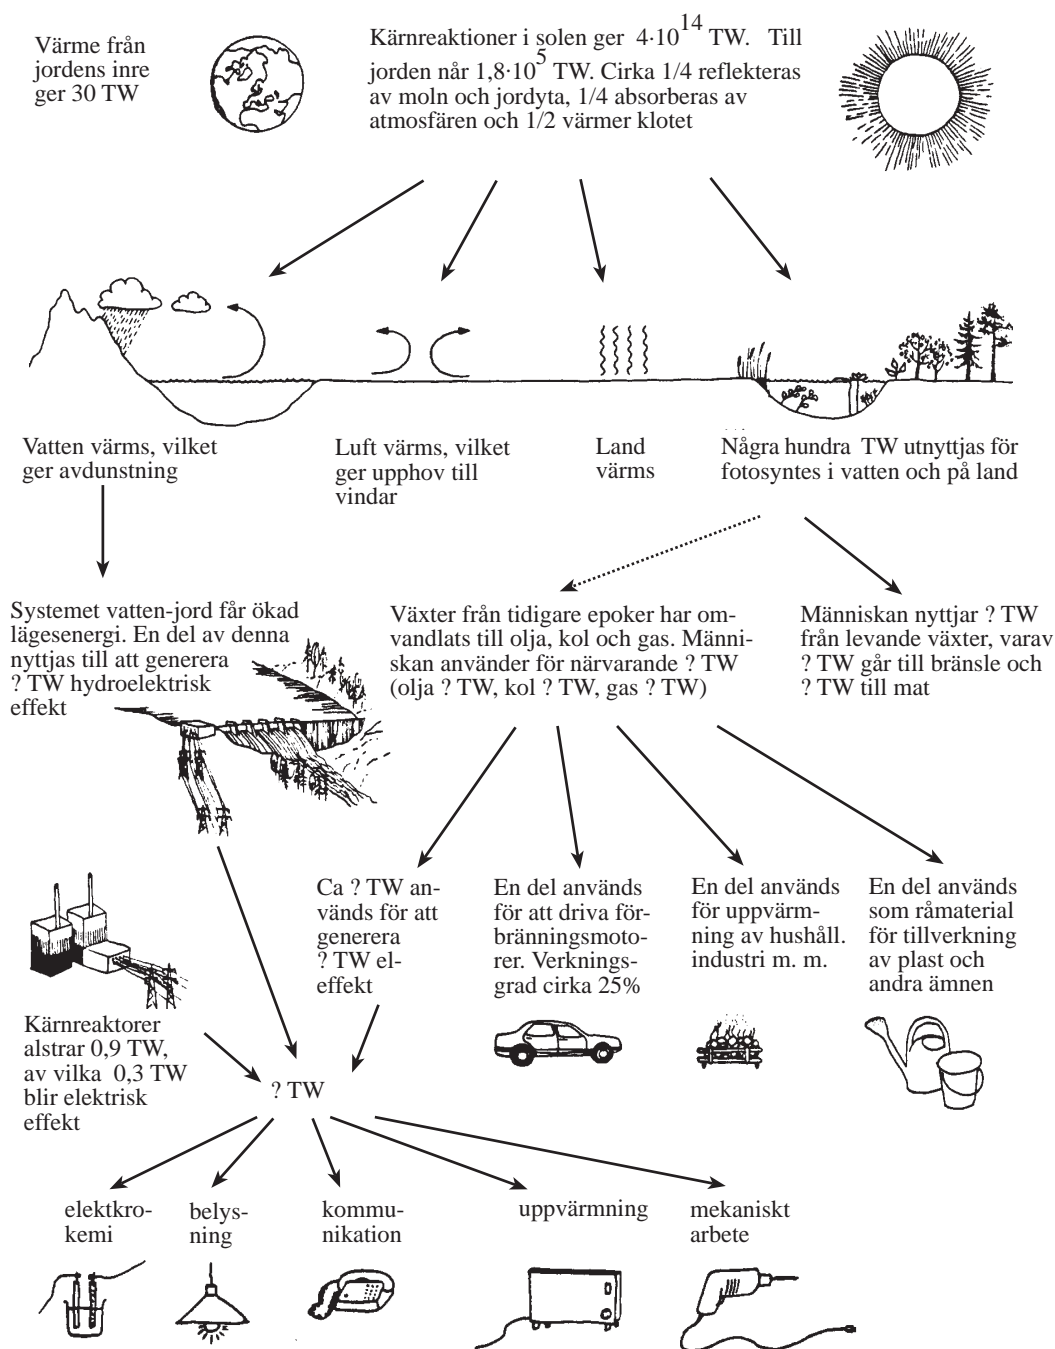 Värme från
jordens inre
ger 30 TW
Kärnreaktioner i solen ger 4·10^14 TW. Till
jorden når 1,8·10^5 TW. Cirka 1/4 reflekteras
av moln och jordyta, 1/4 absorberas av
atmosfären och 1/2 värmer klotet
Vatten värms, vilket
ger avdunstning
Luft värms, vilket
ger upphov till
vindar
Land
värms
Några hundra TW utnyttjas för
fotosyntes i vatten och på land
Systemet vatten-jord får ökad
lägesenergi. En del av denna
nyttjas till att generera
? TW hydroelektrisk
effekt
Växter från tidigare epoker har om-
vandlats till olja, kol och gas. Männi-
skan använder för närvarande ? TW
(olja ? TW, kol ? TW, gas ? TW)
Människan nyttjar ? TW
från levande växter, varav
? TW går till bränsle och
? TW till mat
Ca ? TW an-
vänds för att
generera
? TW el-
effekt
En del används
för att driva för-
bränningsmoto-
rer. Verknings-
grad cirka 25%
En del används
för uppvärm-
ning av hushåll.
industri m. m.
En del används
som råmaterial
för tillverkning
av plast och
andra ämnen
Kärnreaktorer
alstrar 0,9 TW,
av vilka 0,3 TW
blir elektrisk
effekt
? TW
elektkro-
kemi
belys-
ning
kommu-
nikation
uppvärmning
mekaniskt
arbete